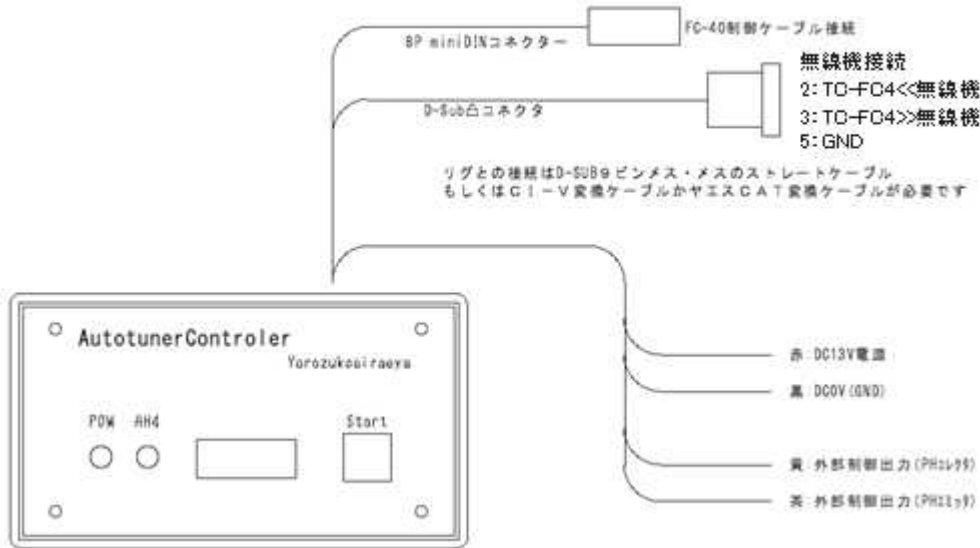 8P miniDINコネクター
FC-40制御ケーブル接続
無線機接続
2:TC-FC4<<無線機
3:TC-FC4>>無線機
5:GND
D-Sub凸コネクタ
リグとの接続はD-SUB9ピンメス・メスのストレートケーブル
もしくはCI-V変換ケーブルかヤエスCAT変換ケーブルが必要です
AutotunerControler
Yorozukosiraeya
POW AH4
Start
赤:DC13V電源
黒:DC0V(GND)
黄:外部制御出力(PHコレクタ)
茶:外部制御出力(PHエミッタ)